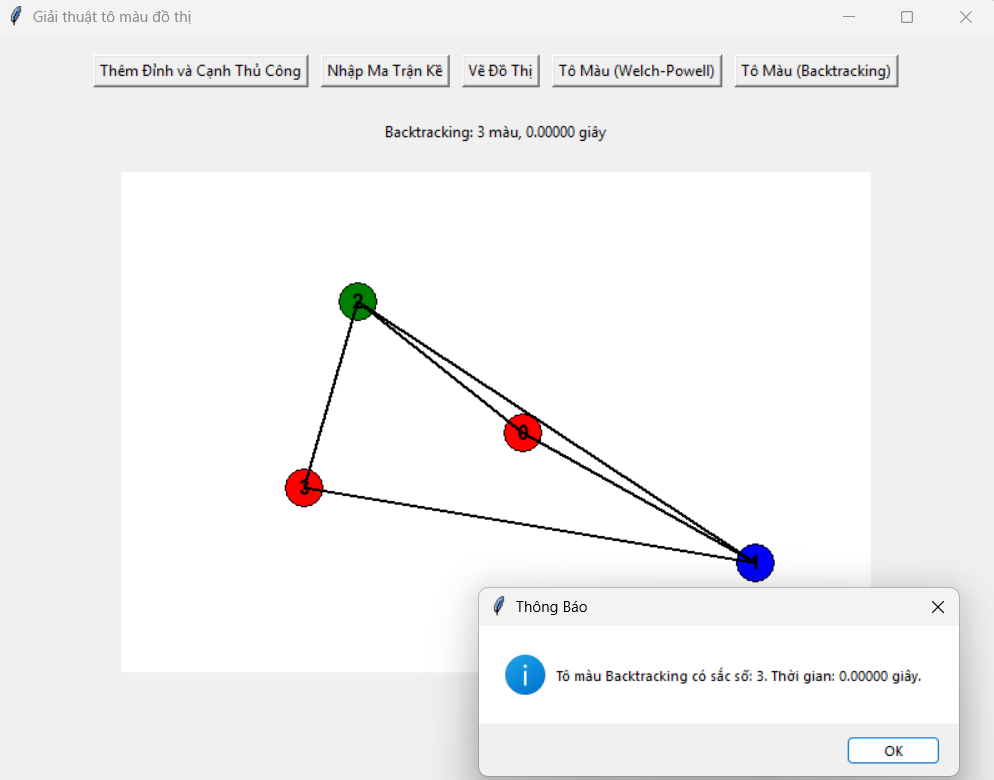 Giải thuật tô màu đồ thị
Thêm Đỉnh và Cạnh Thủ Công
Nhập Ma Trận Kề
Vẽ Đồ Thị
Tô Màu (Welch-Powell)
Tô Màu (Backtracking)
Backtracking: 3 màu, 0.00000 giây
2
0
3
1
Thông Báo
Tô màu Backtracking có sắc số: 3. Thời gian: 0.00000 giây.
OK